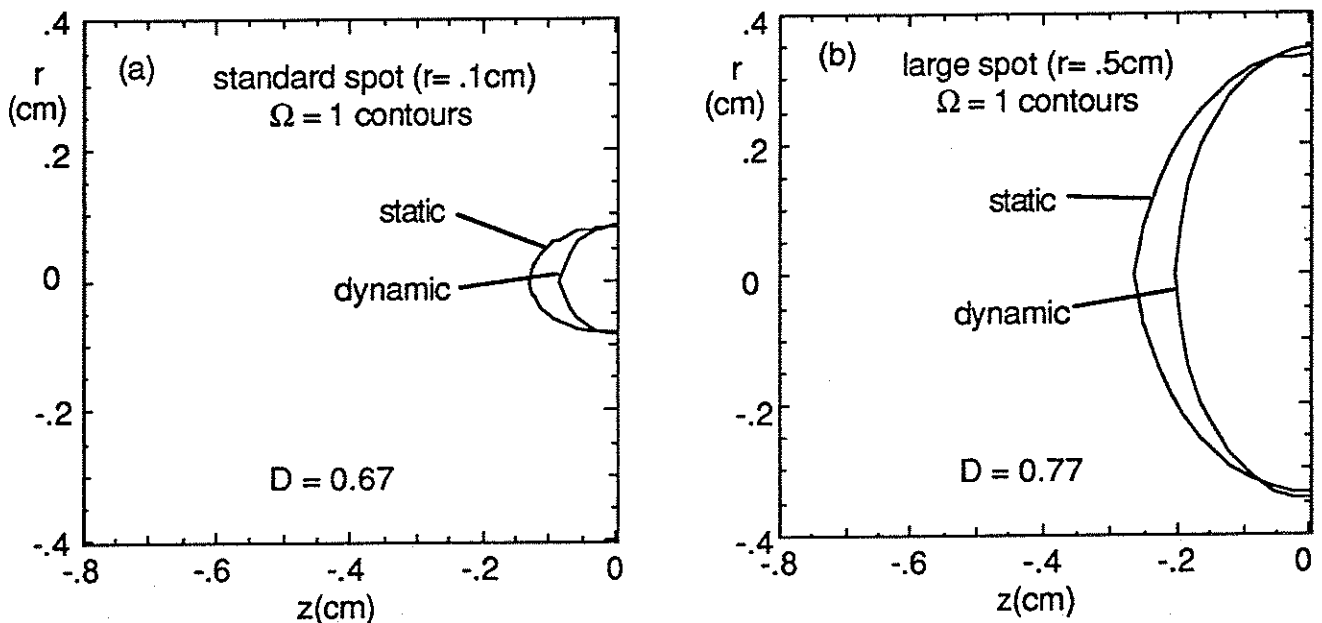 .4
r
(cm)
.2
0
-.2
-.4
(a)
standard spot (r= .1cm)
Ω = 1 contours
static
dynamic
D = 0.67
-.8
-.6
-.4
-.2
0
z(cm)
.4
r
(cm)
.2
0
-.2
-.4
(b)
large spot (r= .5cm)
Ω = 1 contours
static
dynamic
D = 0.77
-.8
-.6
-.4
-.2
0
z(cm)